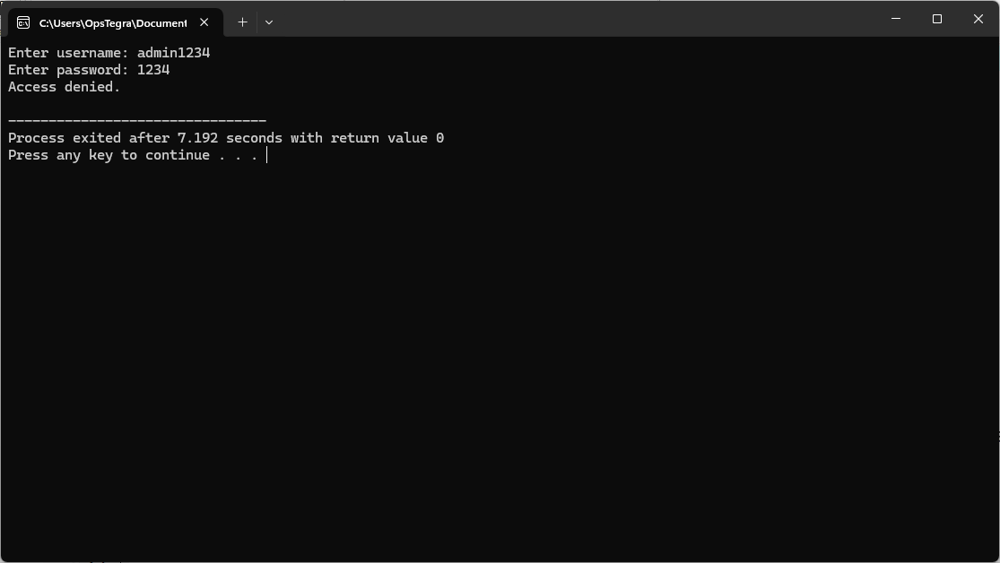 C:\Users\OpsTegra\Document
Enter username: admin1234
Enter password: 1234
Access denied.
--------------------------------
Process exited after 7.192 seconds with return value 0
Press any key to continue . . .